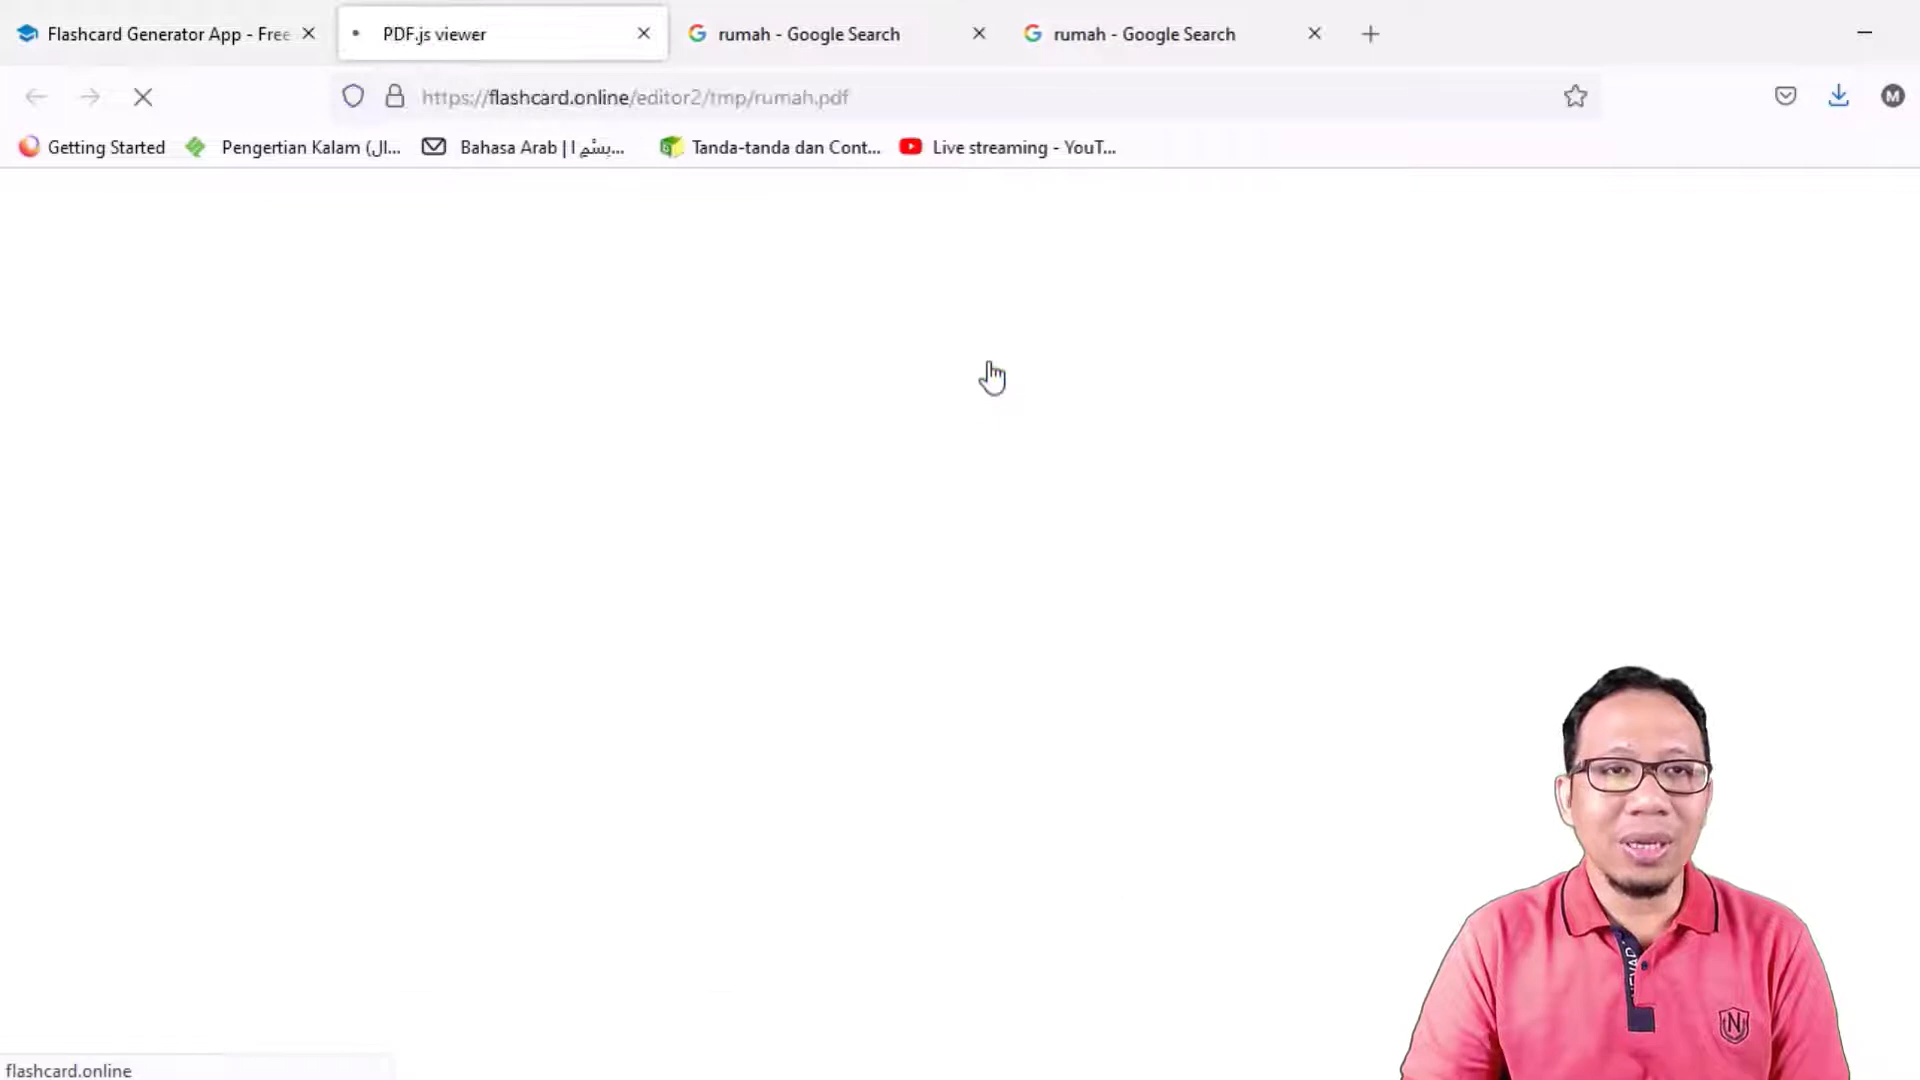 Flashcard Generator App - Free
PDF.js viewer
rumah - Google Search
rumah - Google Search
https://flashcard.online/editor2/tmp/rumah.pdf
M
Getting Started
Pengertian Kalam (ال...
Bahasa Arab | بِسْمِ ا...
Tanda-tanda dan Cont...
Live streaming - YouT...
N
flashcard.online